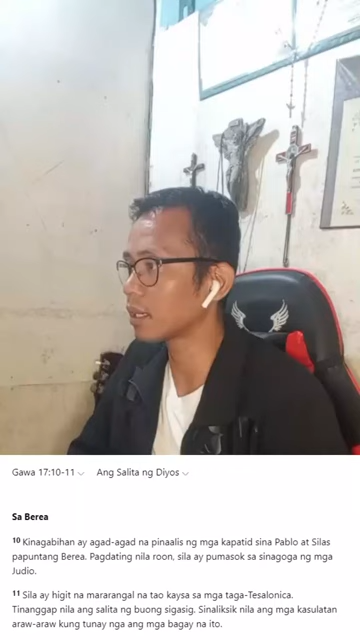 Gawa 17:10-11 Ang Salita ng Diyos
Sa Berea
10 Kinagabihan ay agad-agad na pinaalis ng mga kapatid sina Pablo at Silas
papuntang Berea. Pagdating nila roon, sila ay pumasok sa sinagoga ng mga
Judio.
11 Sila ay higit na mararangal na tao kaysa sa mga taga-Tesalonica.
Tinanggap nila ang salita ng buong sigasig. Sinaliksik nila ang mga kasulatan
araw-araw kung tunay nga ang mga bagay na ito.